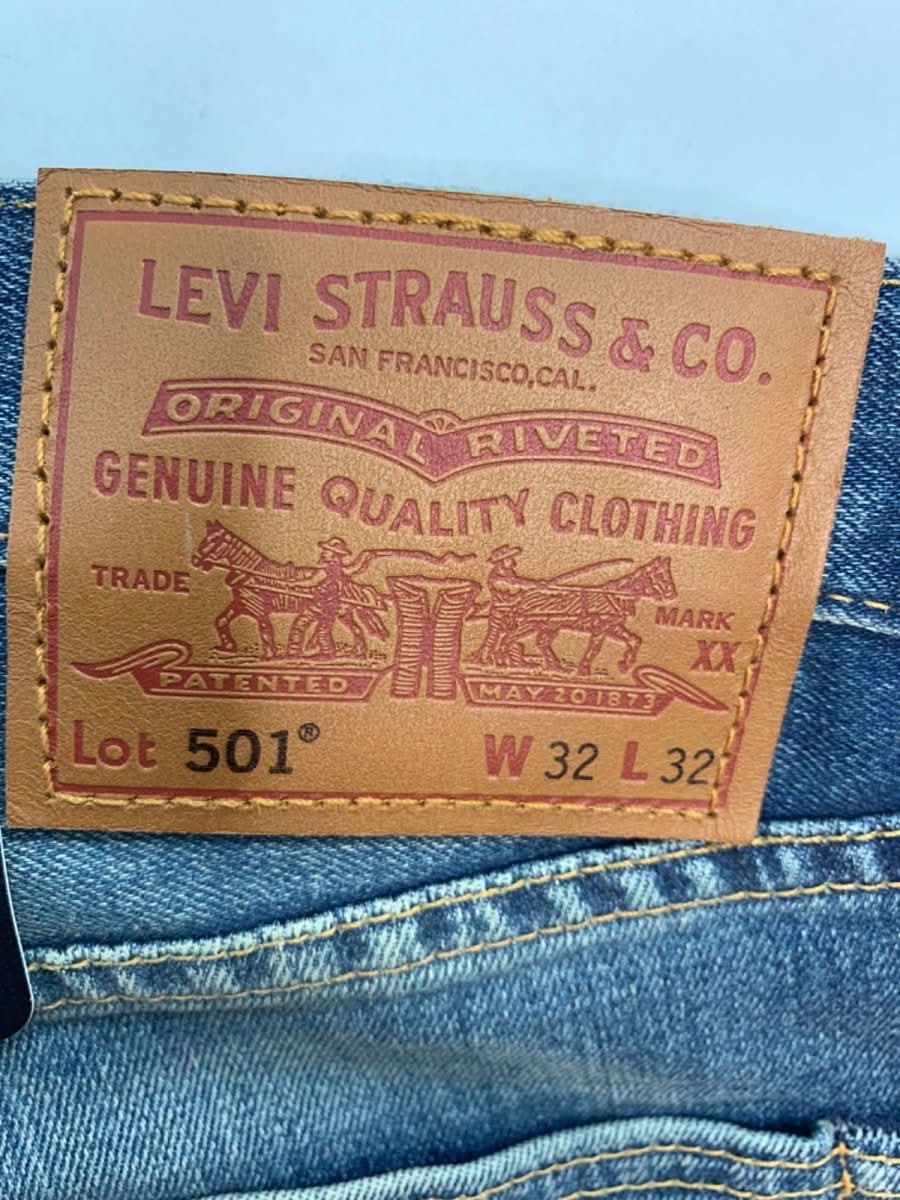 LEVI STRAUSS & CO.
SAN FRANCISCO, CAL.
ORIGINAL RIVETED
GENUINE QUALITY CLOTHING
TRADE MARK
XX
PATENTED MAY 20 1873
Lot 501® W 32 L 32